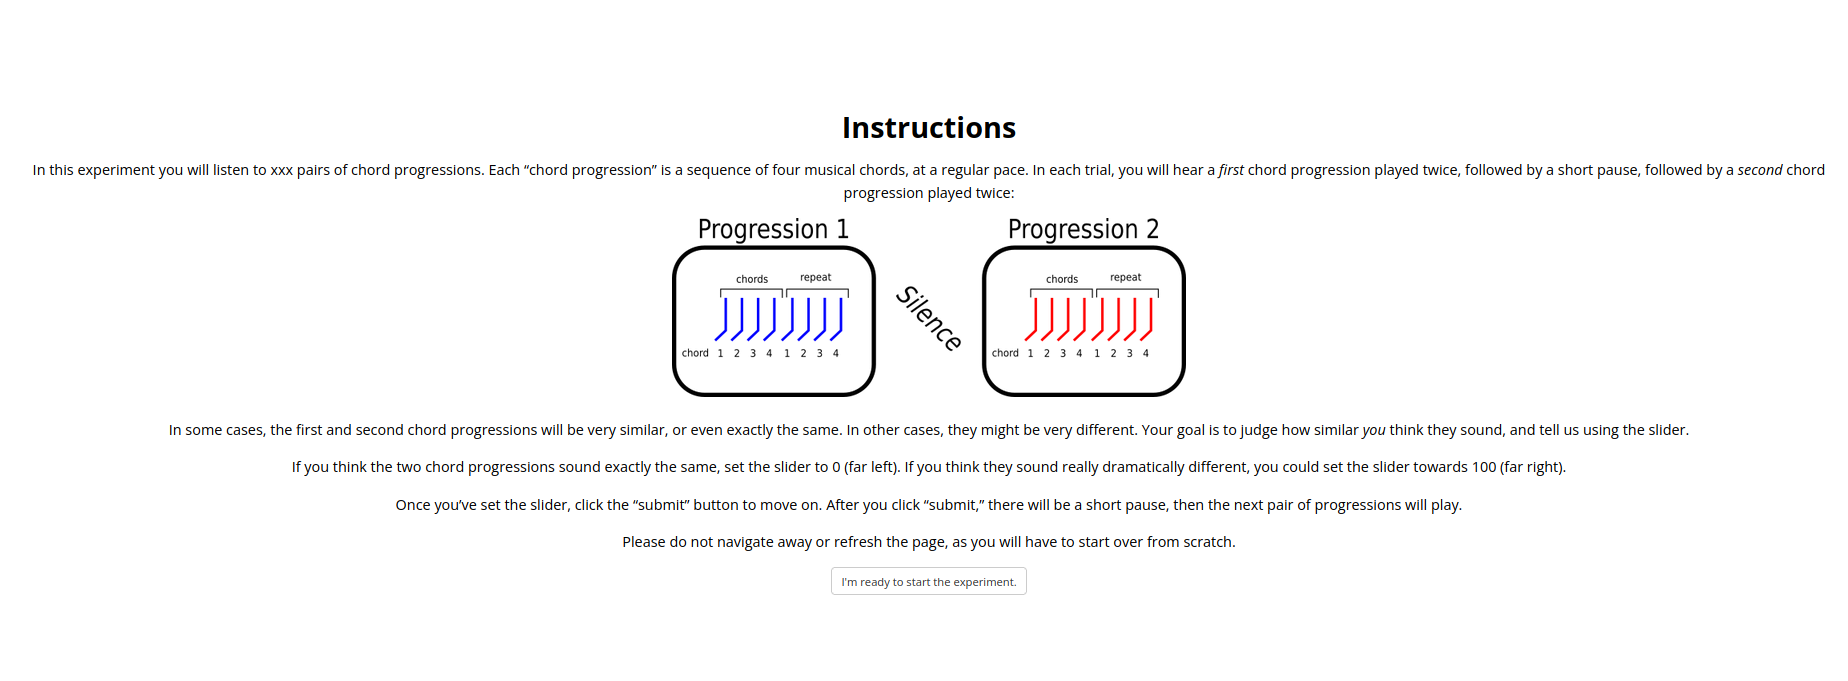 Instructions
In this experiment you will listen to xxx pairs of chord progressions. Each “chord progression” is a sequence of four musical chords, at a regular pace. In each trial, you will hear a first chord progression played twice, followed by a short pause, followed by a second chord
progression played twice:
Progression 1
chords repeat
chord 1 2 3 4 1 2 3 4
Silence
Progression 2
chords repeat
chord 1 2 3 4 1 2 3 4
In some cases, the first and second chord progressions will be very similar, or even exactly the same. In other cases, they might be very different. Your goal is to judge how similar you think they sound, and tell us using the slider.
If you think the two chord progressions sound exactly the same, set the slider to 0 (far left). If you think they sound really dramatically different, you could set the slider towards 100 (far right).
Once you’ve set the slider, click the “submit” button to move on. After you click “submit,” there will be a short pause, then the next pair of progressions will play.
Please do not navigate away or refresh the page, as you will have to start over from scratch.
I'm ready to start the experiment.